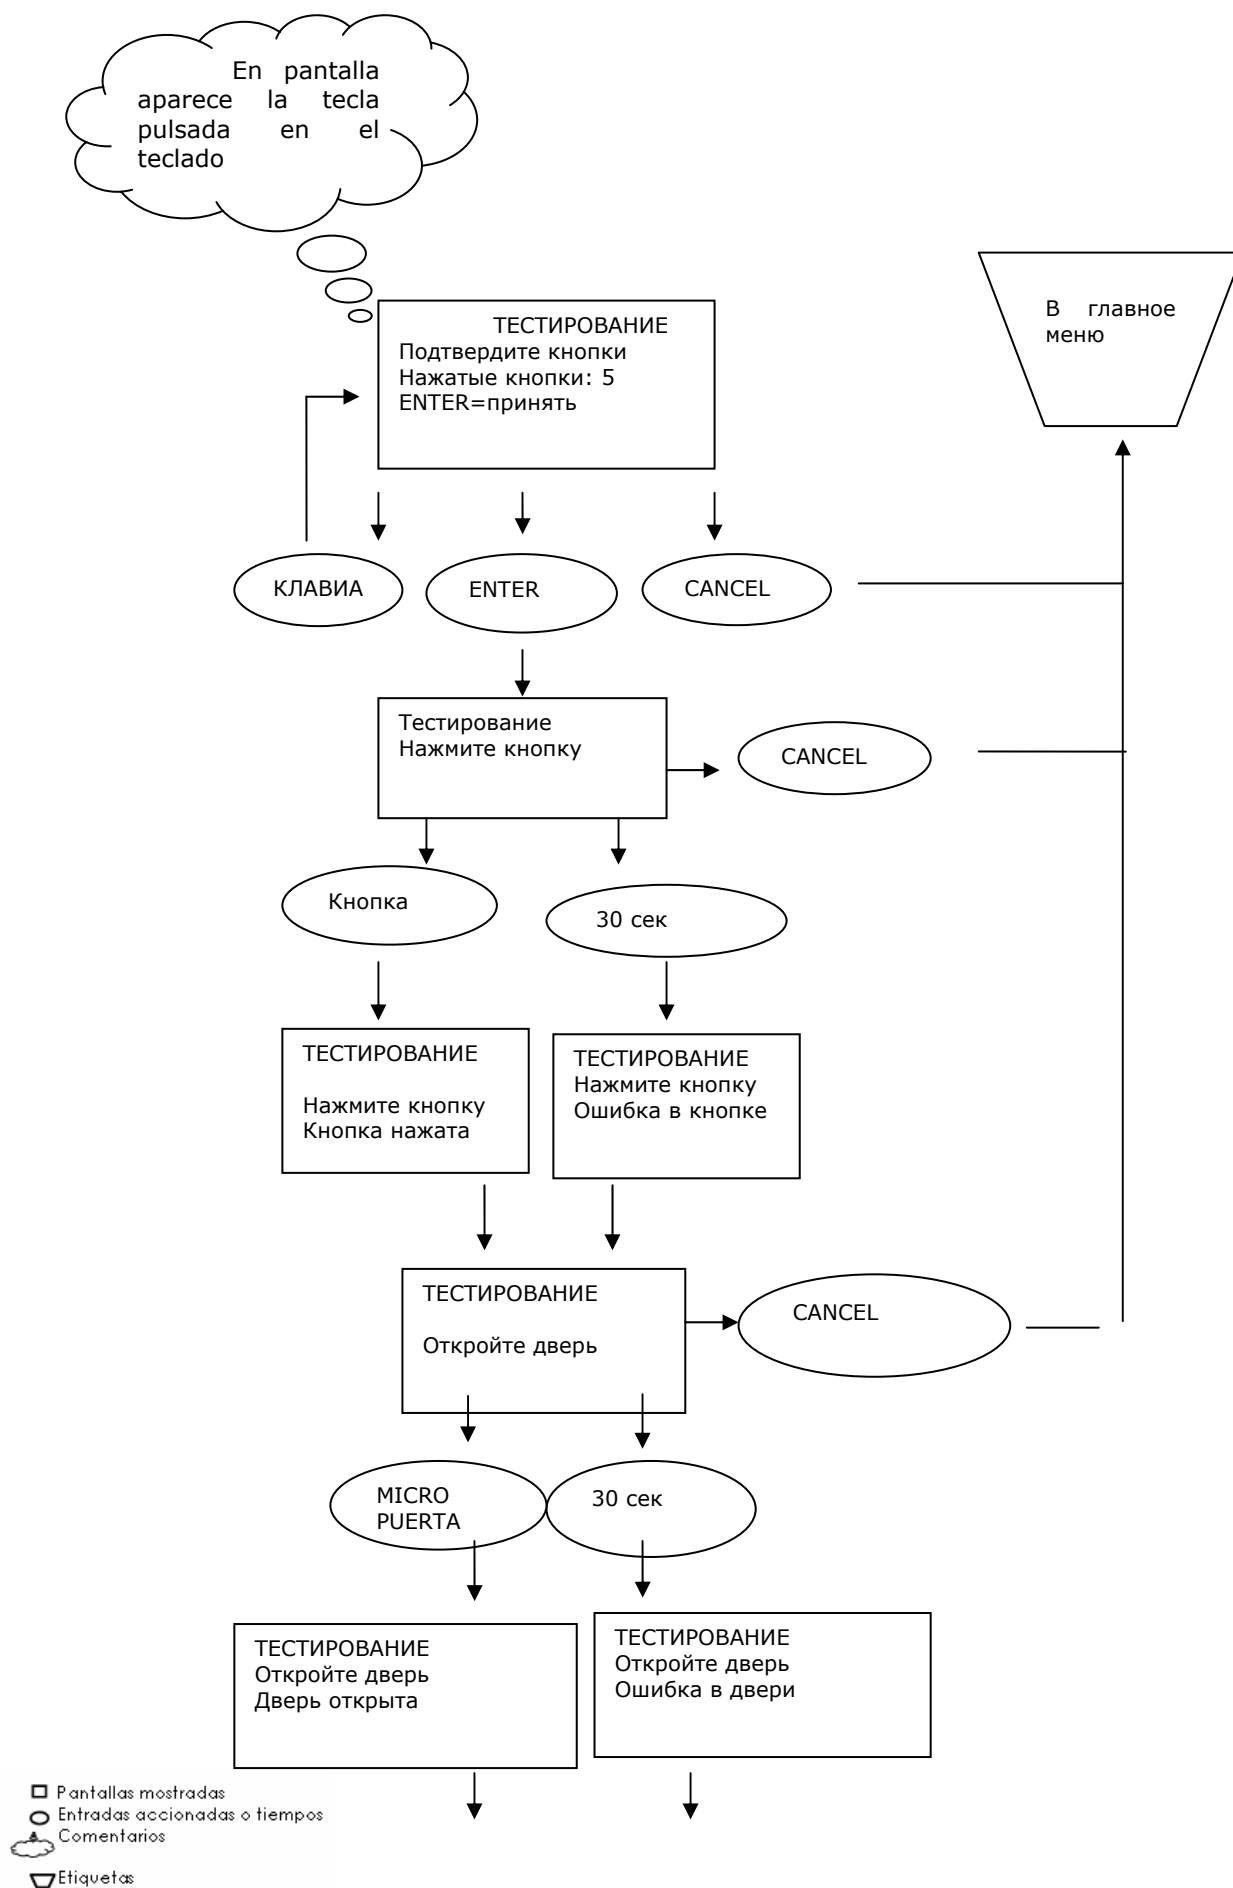 En pantalla
aparece la tecla
pulsada en el
teclado
В главное
меню
ТЕСТИРОВАНИЕ
Подтвердите кнопки
Нажатые кнопки: 5
ENTER=принять
КЛАВИА
ENTER
CANCEL
Тестирование
Нажмите кнопку
CANCEL
Кнопка
30 сек
ТЕСТИРОВАНИЕ
Нажмите кнопку
Кнопка нажата
ТЕСТИРОВАНИЕ
Нажмите кнопку
Ошибка в кнопке
ТЕСТИРОВАНИЕ
Откройте дверь
CANCEL
MICRO
PUERTA
30 сек
ТЕСТИРОВАНИЕ
Откройте дверь
Дверь открыта
ТЕСТИРОВАНИЕ
Откройте дверь
Ошибка в двери
Pantallas mostradas
Entradas accionadas o tiempos
Comentarios
Etiquetas